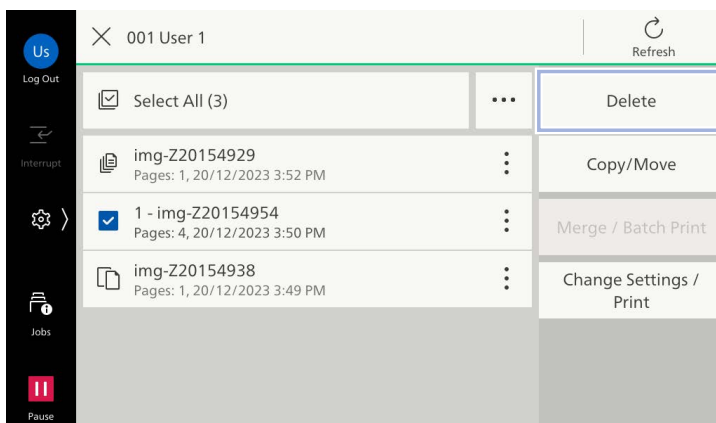 Us
Log Out
Interrupt
Jobs
Pause
001 User 1
Refresh
Select All (3)
img-Z20154929
Pages: 1, 20/12/2023 3:52 PM
1 - img-Z20154954
Pages: 4, 20/12/2023 3:50 PM
img-Z20154938
Pages: 1, 20/12/2023 3:49 PM
Delete
Copy/Move
Merge / Batch Print
Change Settings /
Print